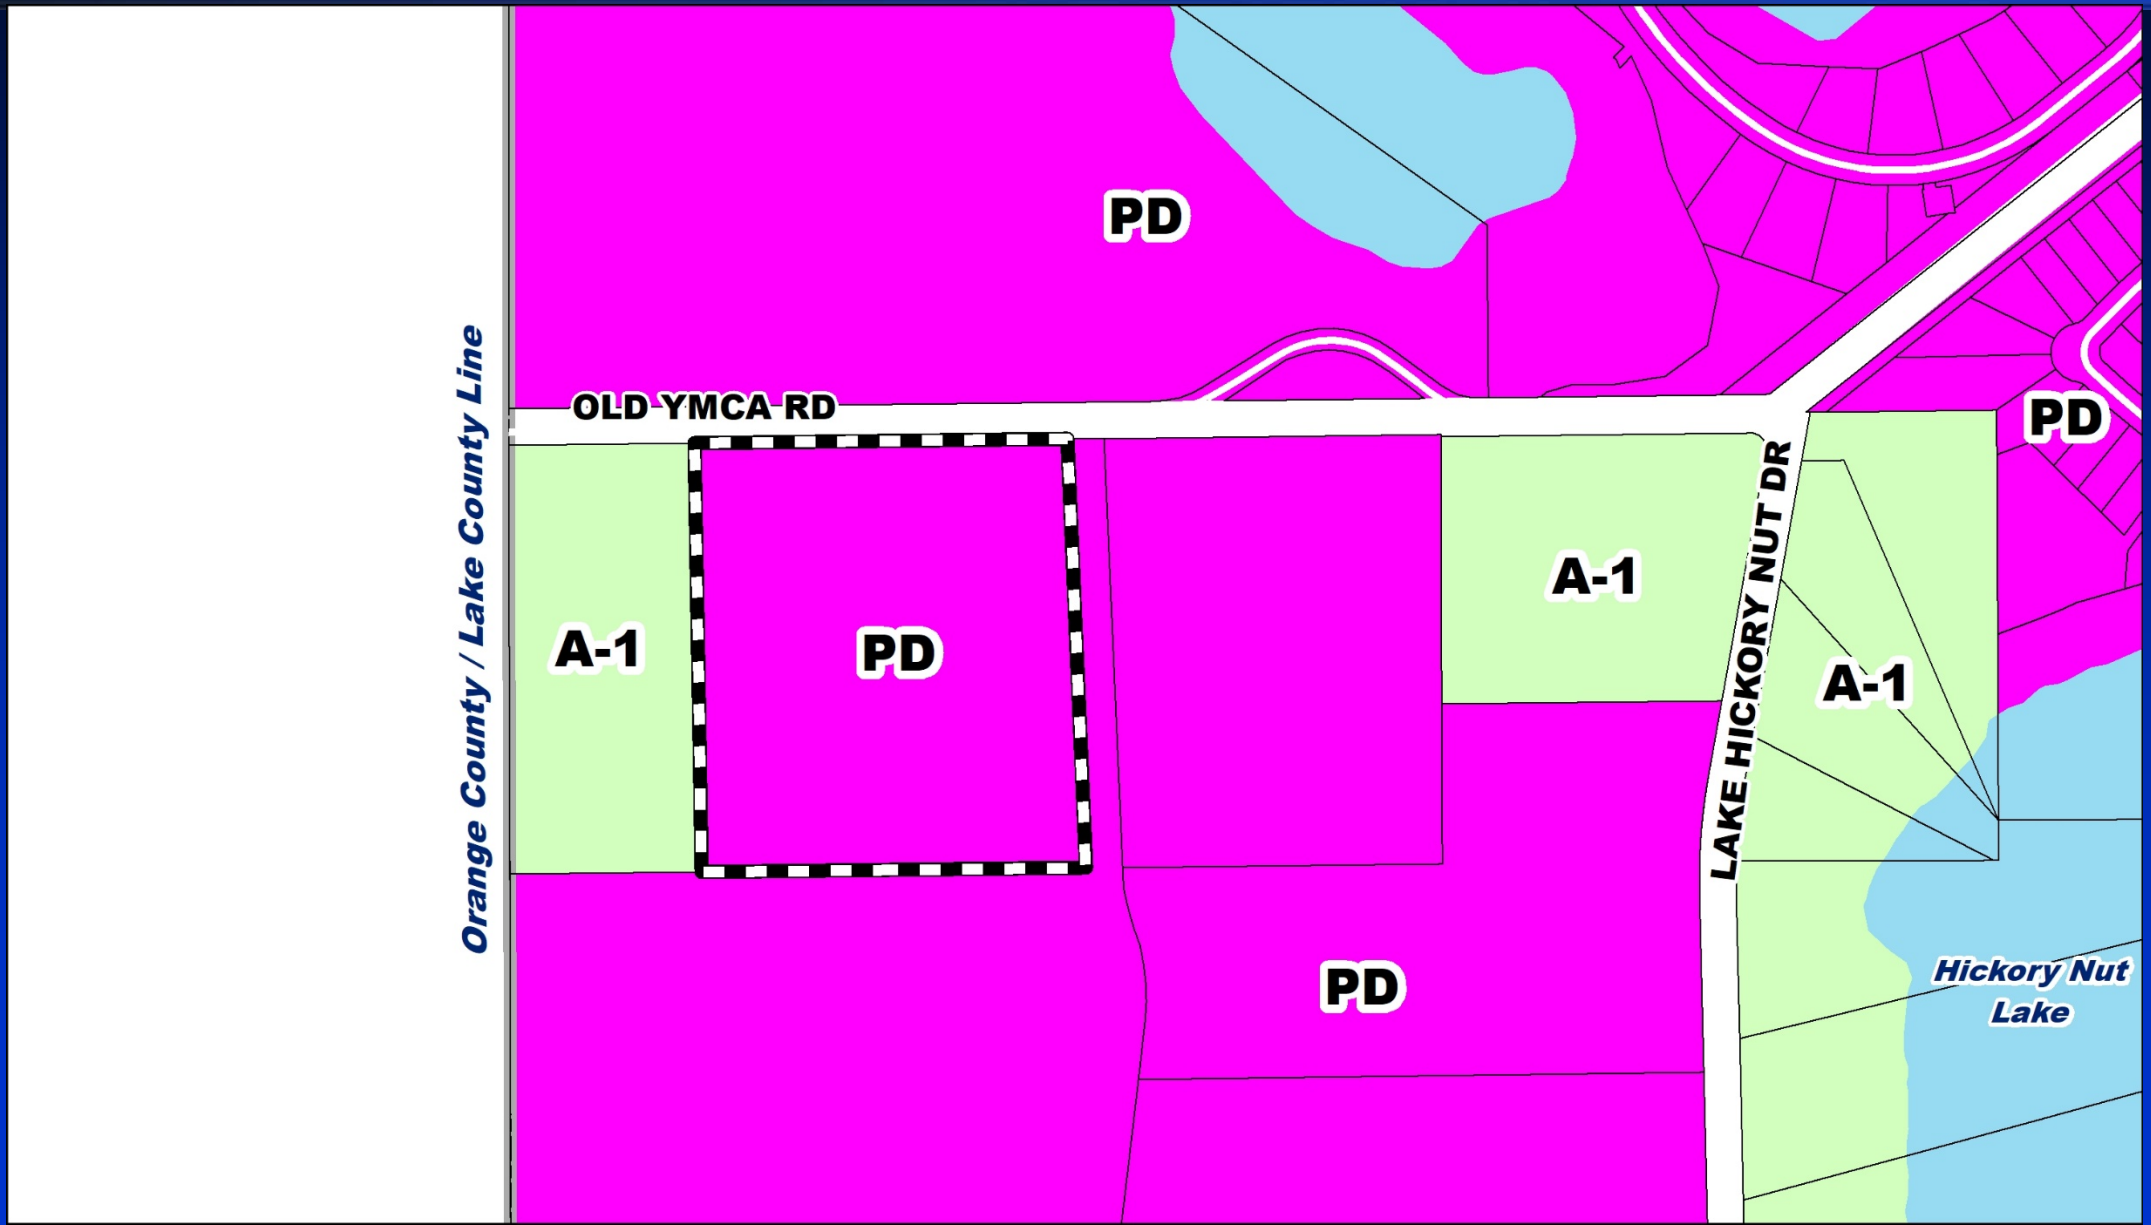 PD
OLD YMCA RD
PD
Orange County / Lake County Line
A-1
PD
A-1
LAKE HICKORY NUT DR
A-1
PD
Hickory Nut
Lake